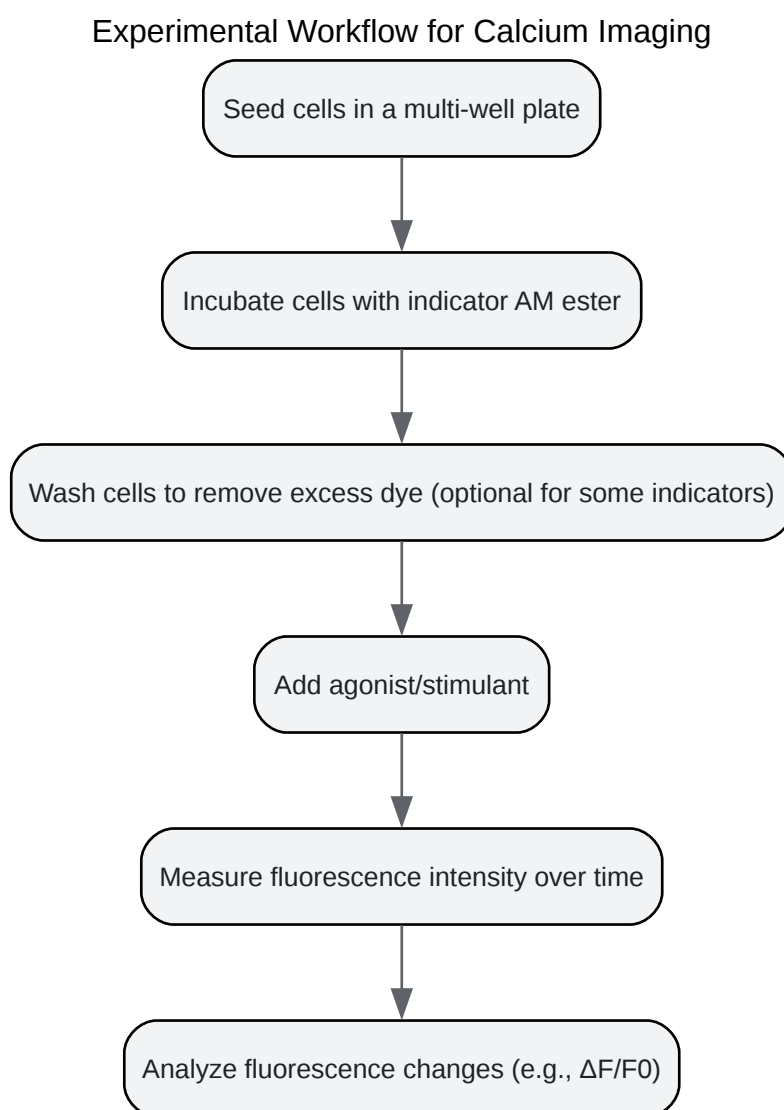 Experimental Workflow for Calcium Imaging
Seed cells in a multi-well plate
Incubate cells with indicator AM ester
Wash cells to remove excess dye (optional for some indicators)
Add agonist/stimulant
Measure fluorescence intensity over time
Analyze fluorescence changes (e.g., ΔF/F0)